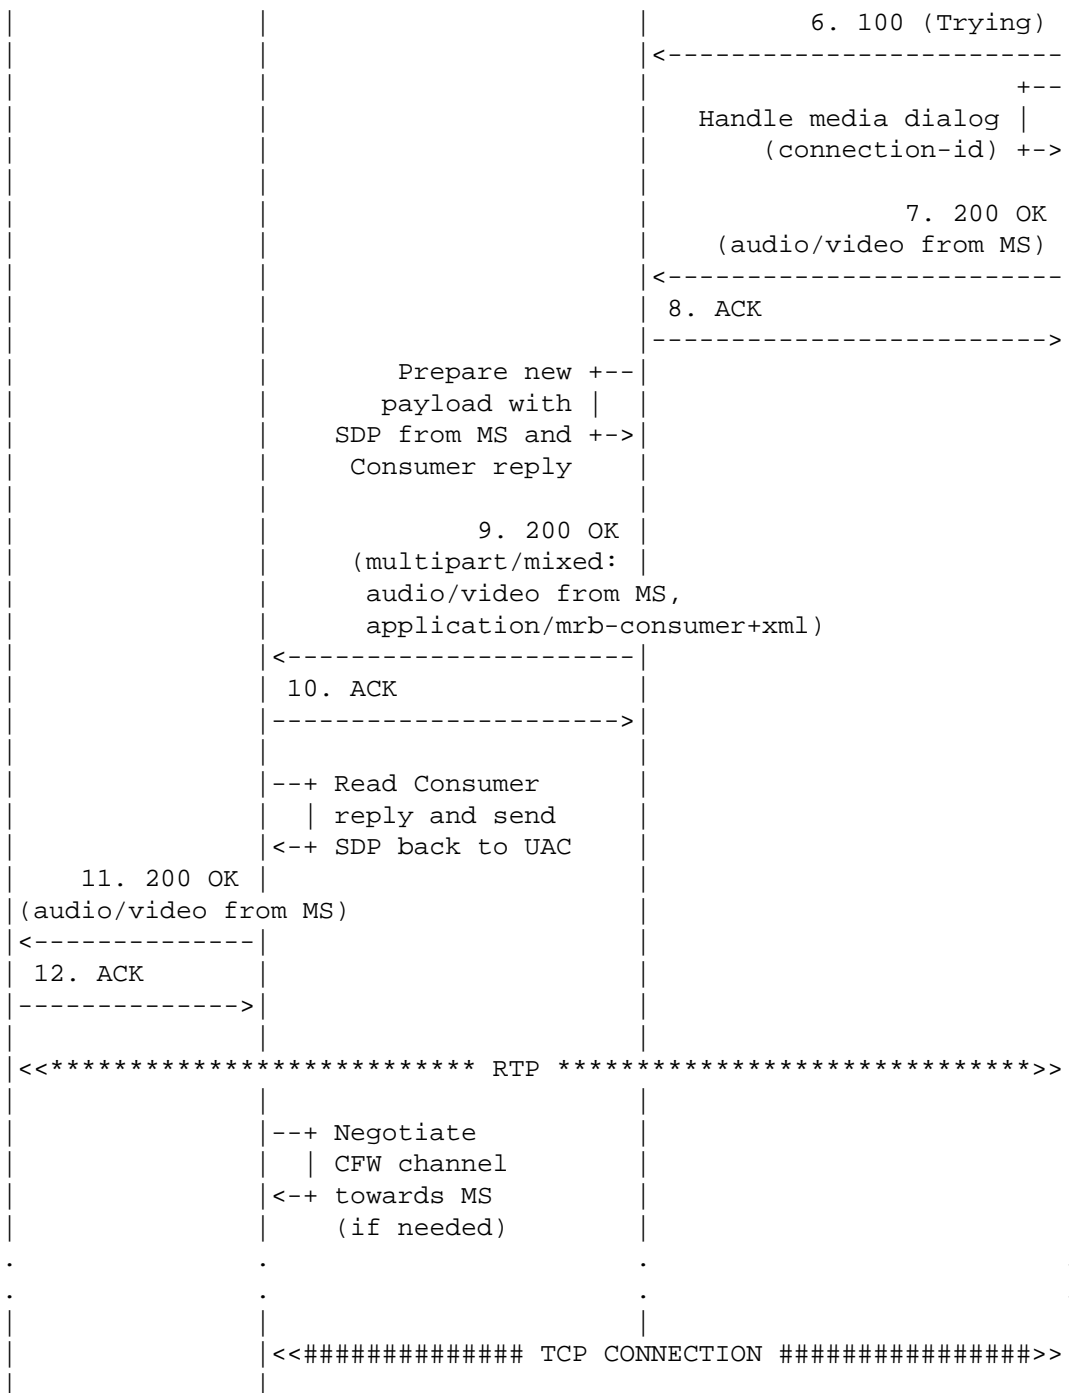 |               |                       |          6. 100 (Trying)
|               |                       |<-------------------------
|               |                       |                       +--
|               |                       |   Handle media dialog |
|               |                       |       (connection-id) +->
|               |                       |
|               |                       |                7. 200 OK
|               |                       |    (audio/video from MS)
|               |                       |<-------------------------
|               |                       | 8. ACK
|               |                       |------------------------->
|               |        Prepare new +--|
|               |       payload with |  |
|               |    SDP from MS and +->|
|               |     Consumer reply    |
|               |                       |
|               |             9. 200 OK |
|               |     (multipart/mixed: |
|               |      audio/video from MS,
|               |      application/mrb-consumer+xml)
|               |<----------------------|
|               | 10. ACK               |
|               |---------------------->|
|               |                       |
|               |--+ Read Consumer      |
|               |  | reply and send     |
|               |<-+ SDP back to UAC    |
|    11. 200 OK |                       |
|(audio/video from MS)                  |
|<--------------|                       |
| 12. ACK       |                       |
|-------------->|                       |
|               |                       |
|<<*************************** RTP ******************************>>
|               |                       |
|               |--+ Negotiate          |
|               |  | CFW channel        |
|               |<-+ towards MS         |
|               |    (if needed)        |
.               .                       .
.               .                       .
|               |                       |
|               |<<############## TCP CONNECTION ################>>
|               |